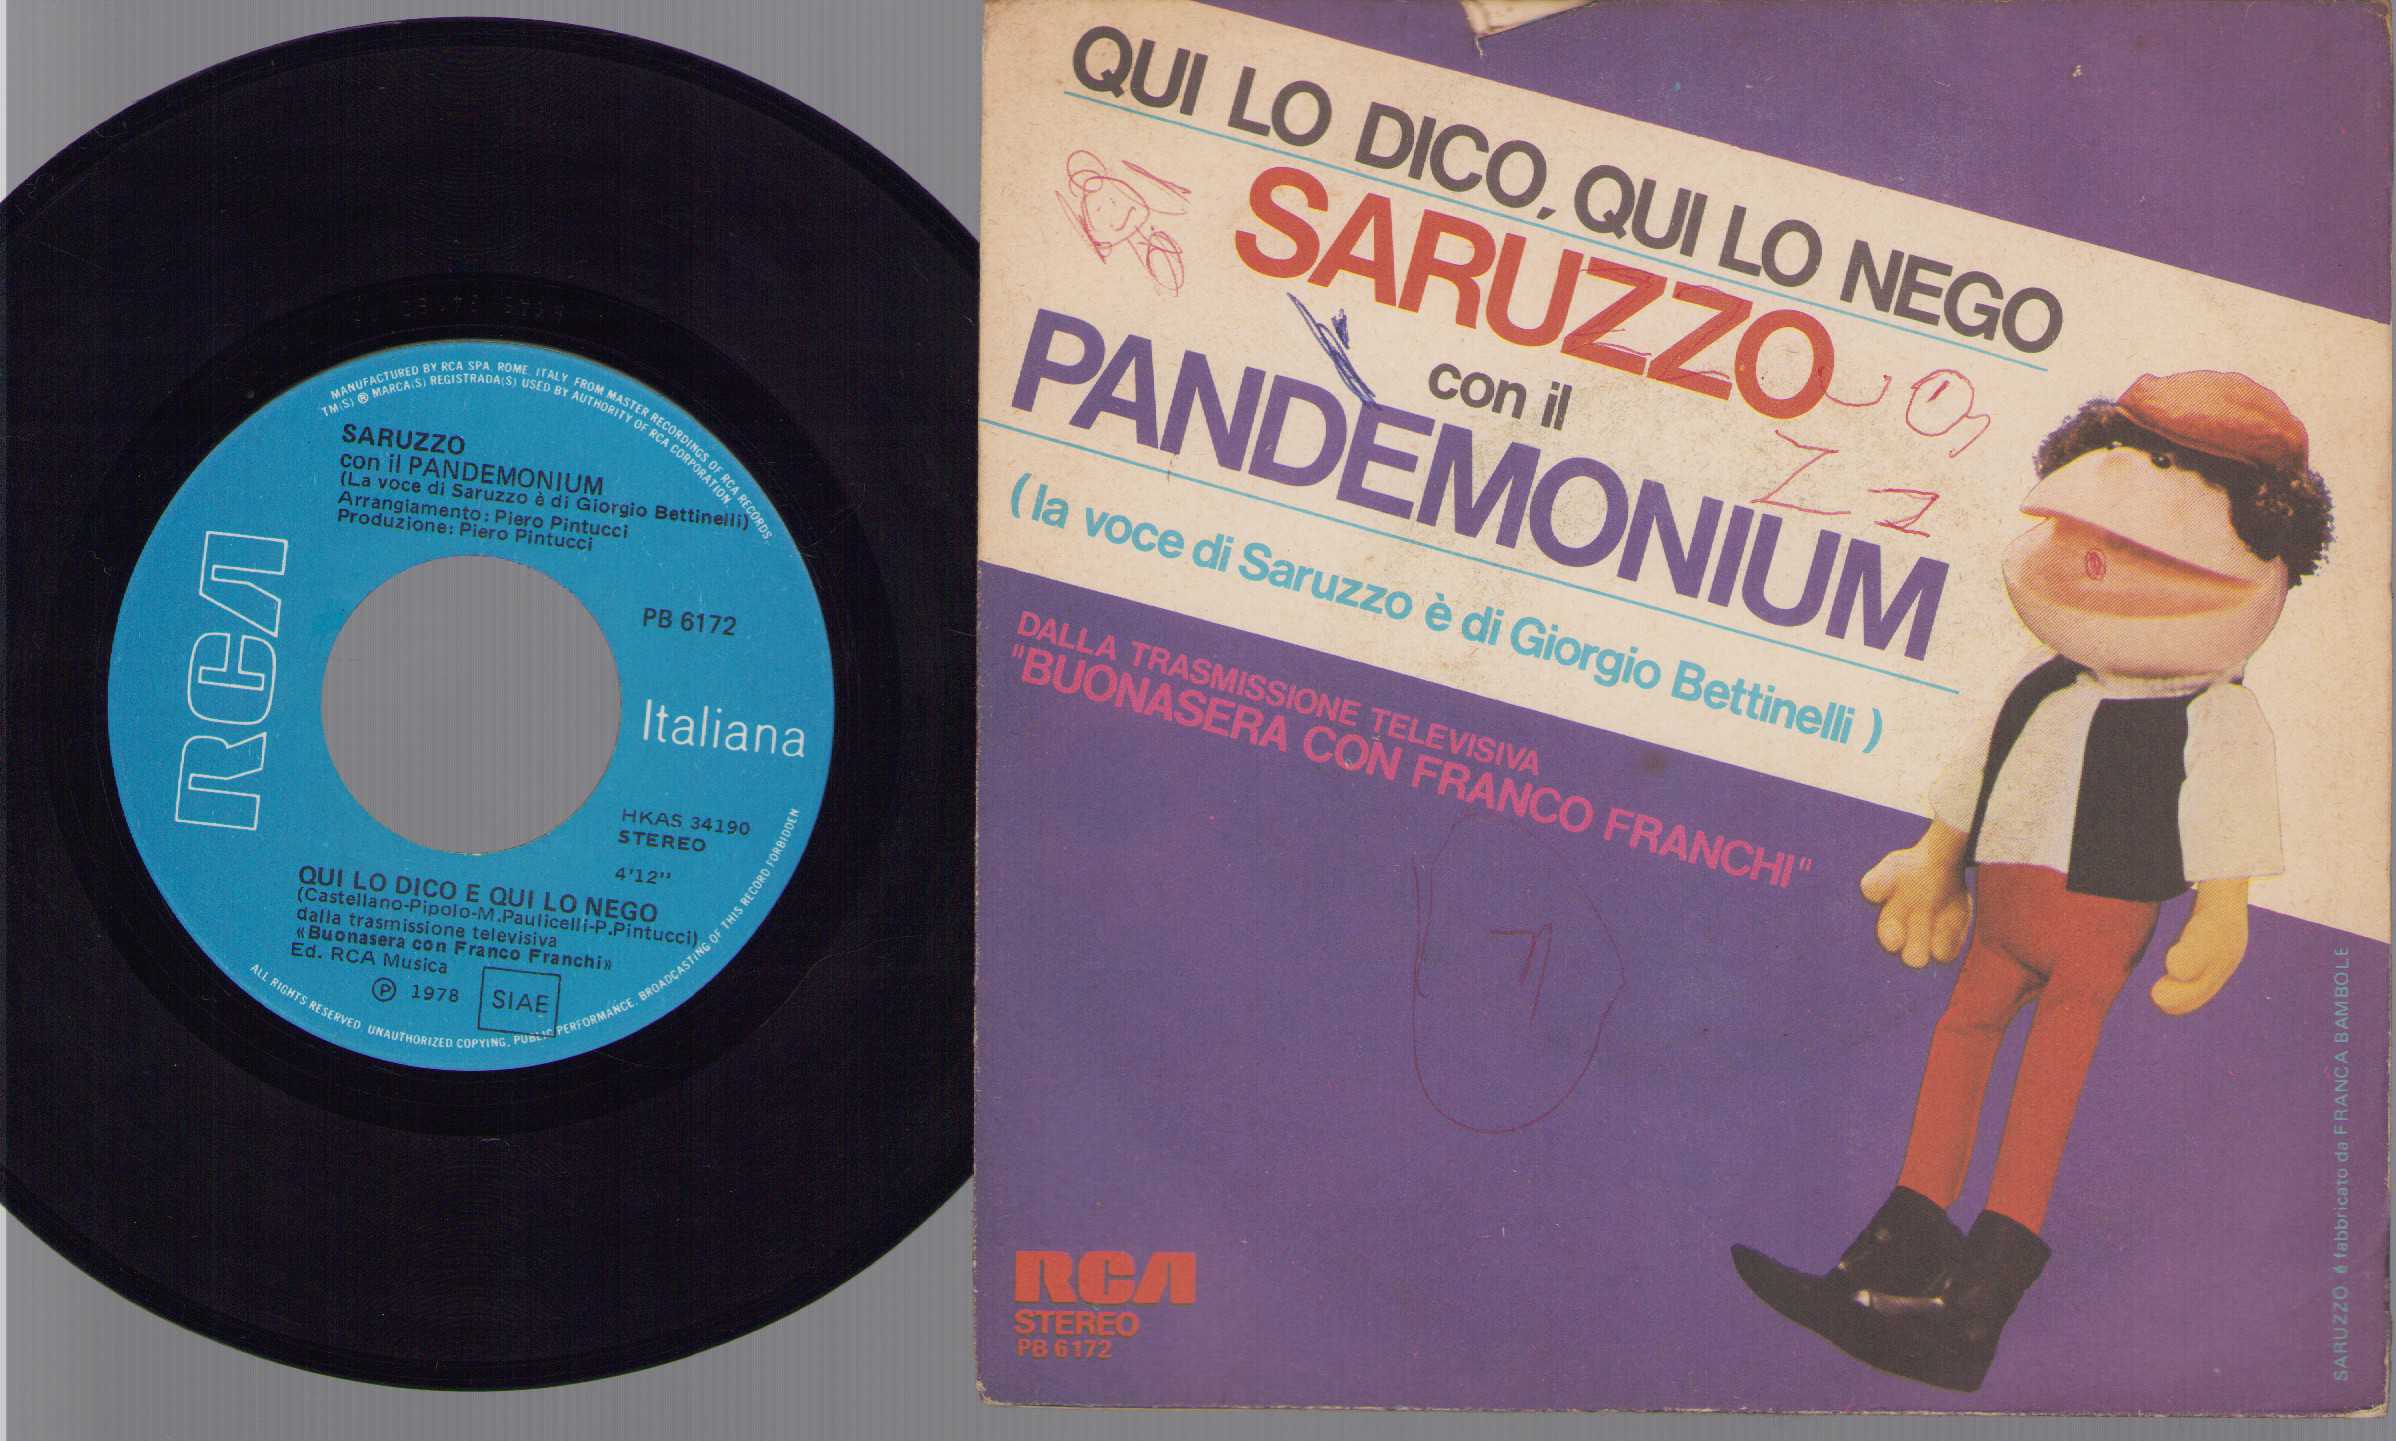 MANUFACTURED BY RCA SPA. ROME. ITALY. FROM MASTER RECORDINGS OF RCA RECORDS.
TM(S) ® MARCA(S) REGISTRADA(S) USED BY AUTHORITY OF RCA CORPORATION.
SARUZZO
con il PANDEMONIUM
(La voce di Saruzzo è di Giorgio Bettinelli)
Arrangiamento: Piero Pintucci
Produzione: Piero Pintucci
RCA
PB 6172
Italiana
HKAS 34190
STEREO
4'12"
QUI LO DICO E QUI LO NEGO
(Castellano-Pipolo-M.Paulicelli-P.Pintucci)
dalla trasmissione televisiva
«Buonasera con Franco Franchi»
Ed. RCA Musica
Ⓟ 1978 SIAE
ALL RIGHTS RESERVED. UNAUTHORIZED COPYING, PUBLIC PERFORMANCE, BROADCASTING OF THIS RECORD FORBIDDEN
QUI LO DICO, QUI LO NEGO
SARUZZO
con il
PANDEMONIUM
(la voce di Saruzzo è di Giorgio Bettinelli)
DALLA TRASMISSIONE TELEVISIVA
"BUONASERA CON FRANCO FRANCHI"
RCA
STEREO
PB 6172
SARUZZO é fabbricato da FRANCA BAMBOLE